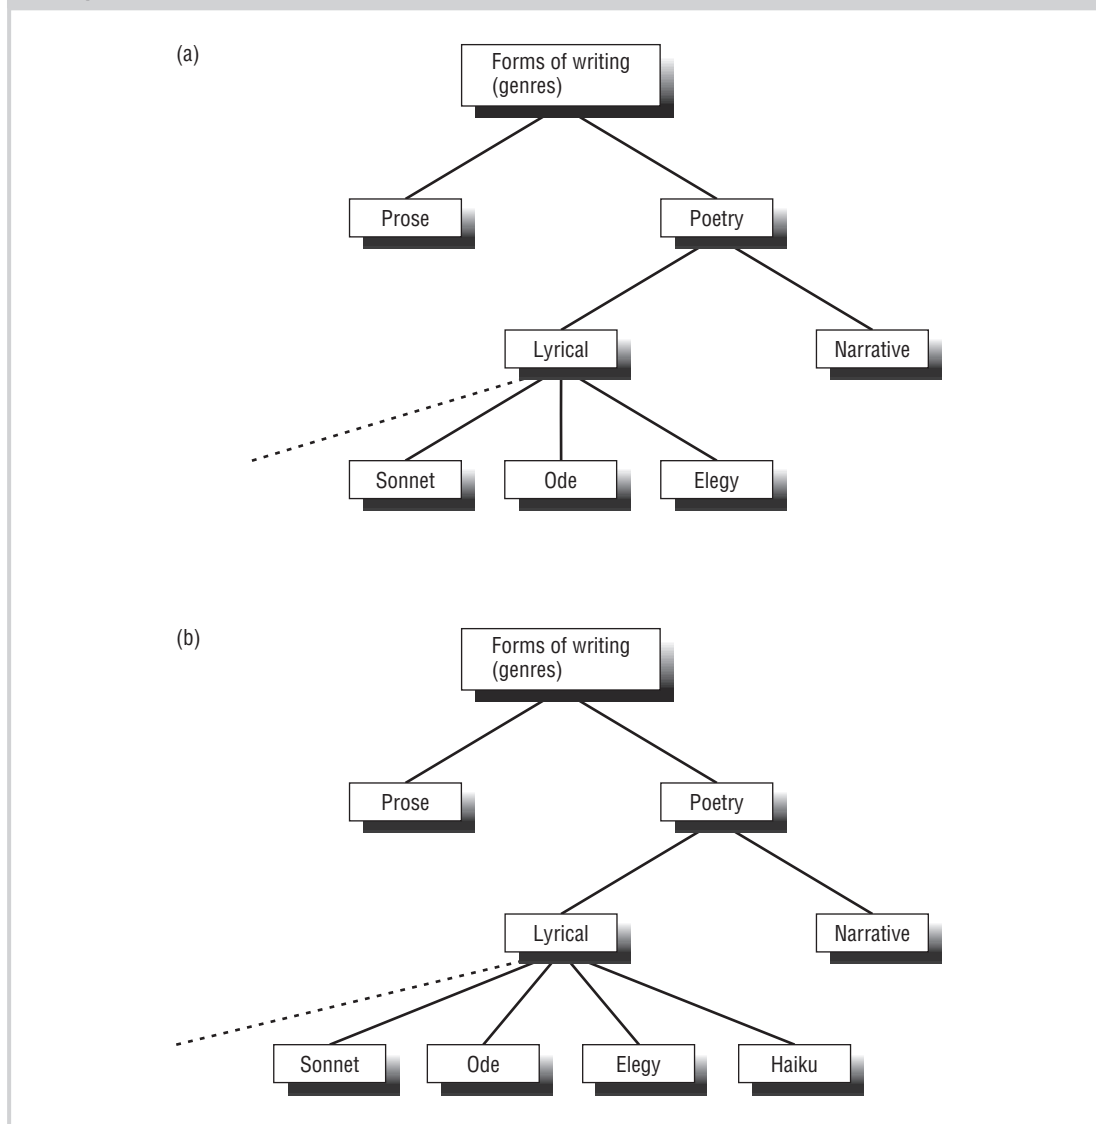 (a)
Forms of writing
(genres)
Prose
Poetry
Lyrical
Narrative
Sonnet
Ode
Elegy
(b)
Forms of writing
(genres)
Prose
Poetry
Lyrical
Narrative
Sonnet
Ode
Elegy
Haiku